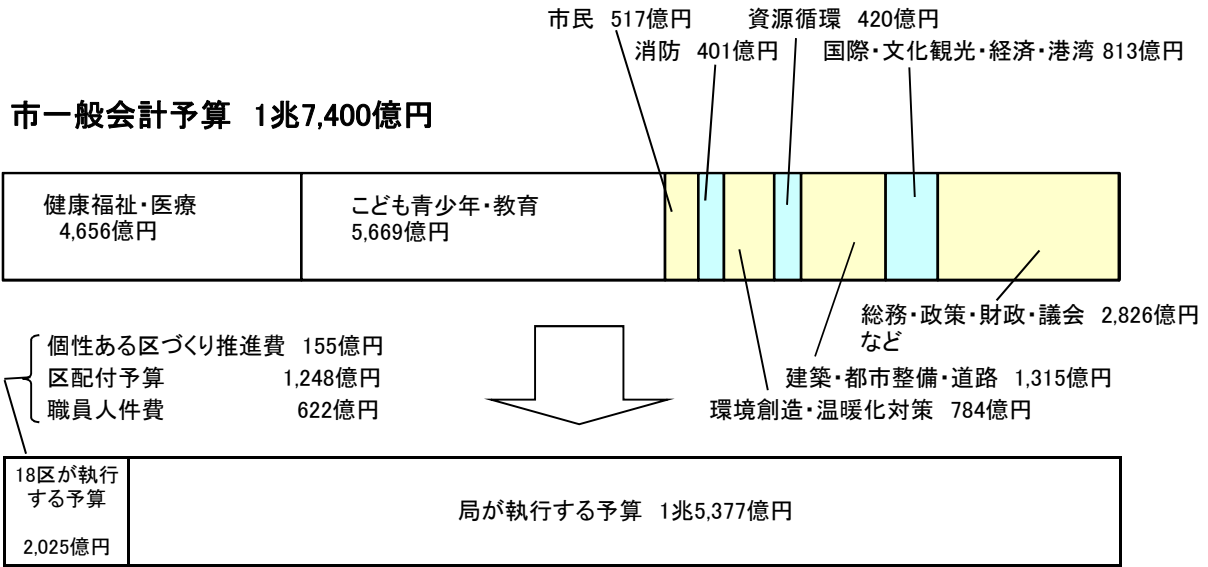 市民 517億円
資源循環 420億円
消防 401億円
国際・文化観光・経済・港湾 813億円
市一般会計予算 1兆7,400億円
健康福祉・医療
4,656億円
こども青少年・教育
5,669億円
総務・政策・財政・議会 2,826億円
など
建築・都市整備・道路 1,315億円
環境創造・温暖化対策 784億円
個性ある区づくり推進費 155億円
区配付予算 1,248億円
職員人件費 622億円
18区が執行
する予算
2,025億円
局が執行する予算 1兆5,377億円